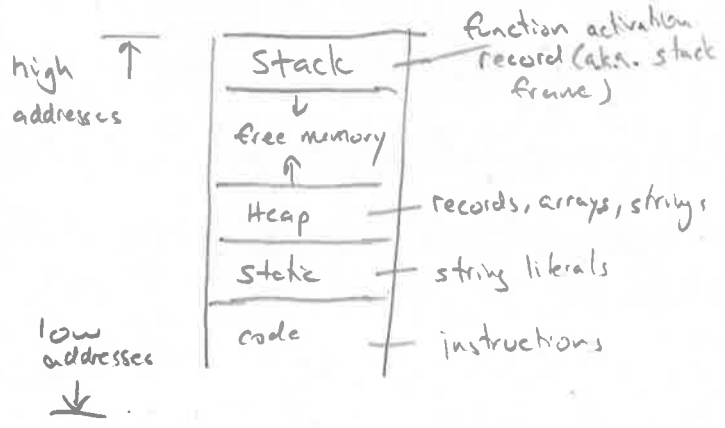 high
addresses
Stack
function activation
record (aka. stack
frame)
free memory
Heap
records, arrays, strings
Static
string literals
low
addresses
code
instructions